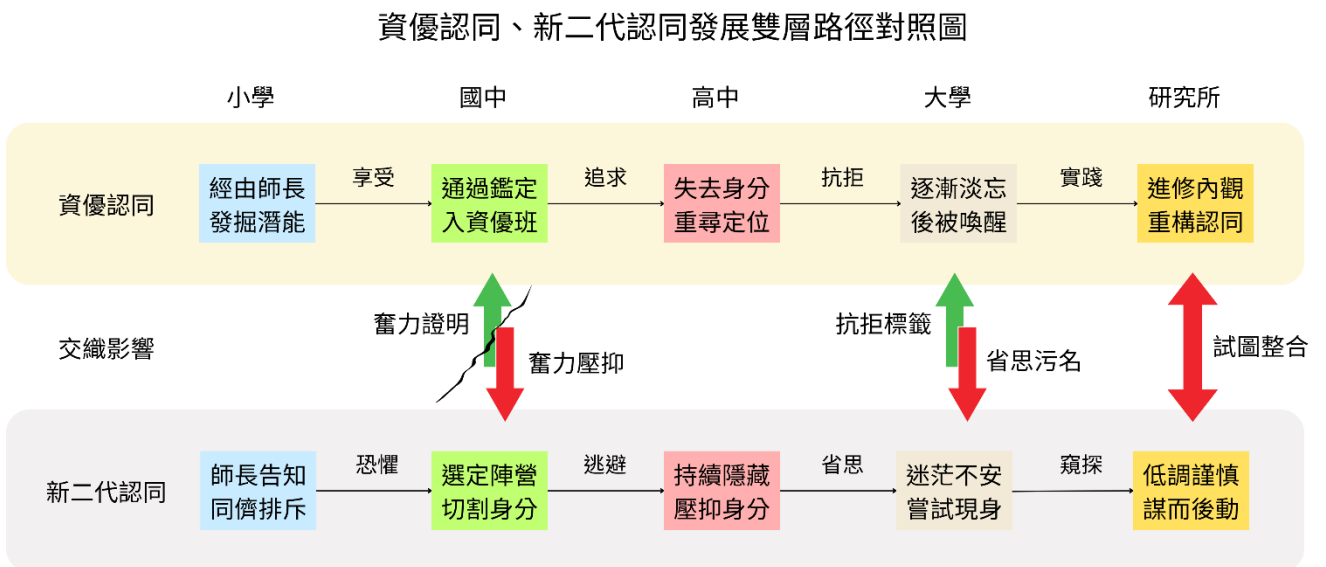 資優認同、新二代認同發展雙層路徑對照圖
小學
國中
高中
大學
研究所
資優認同
經由師長
發掘潛能
享受
通過鑑定
入資優班
追求
失去身分
重尋定位
抗拒
逐漸淡忘
後被喚醒
實踐
進修內觀
重構認同
交織影響
奮力證明
奮力壓抑
抗拒標籤
省思污名
試圖整合
新二代認同
師長告知
同儕排斥
恐懼
選定陣營
切割身分
逃避
持續隱藏
壓抑身分
省思
迷茫不安
嘗試現身
窺探
低調謹慎
謀而後動